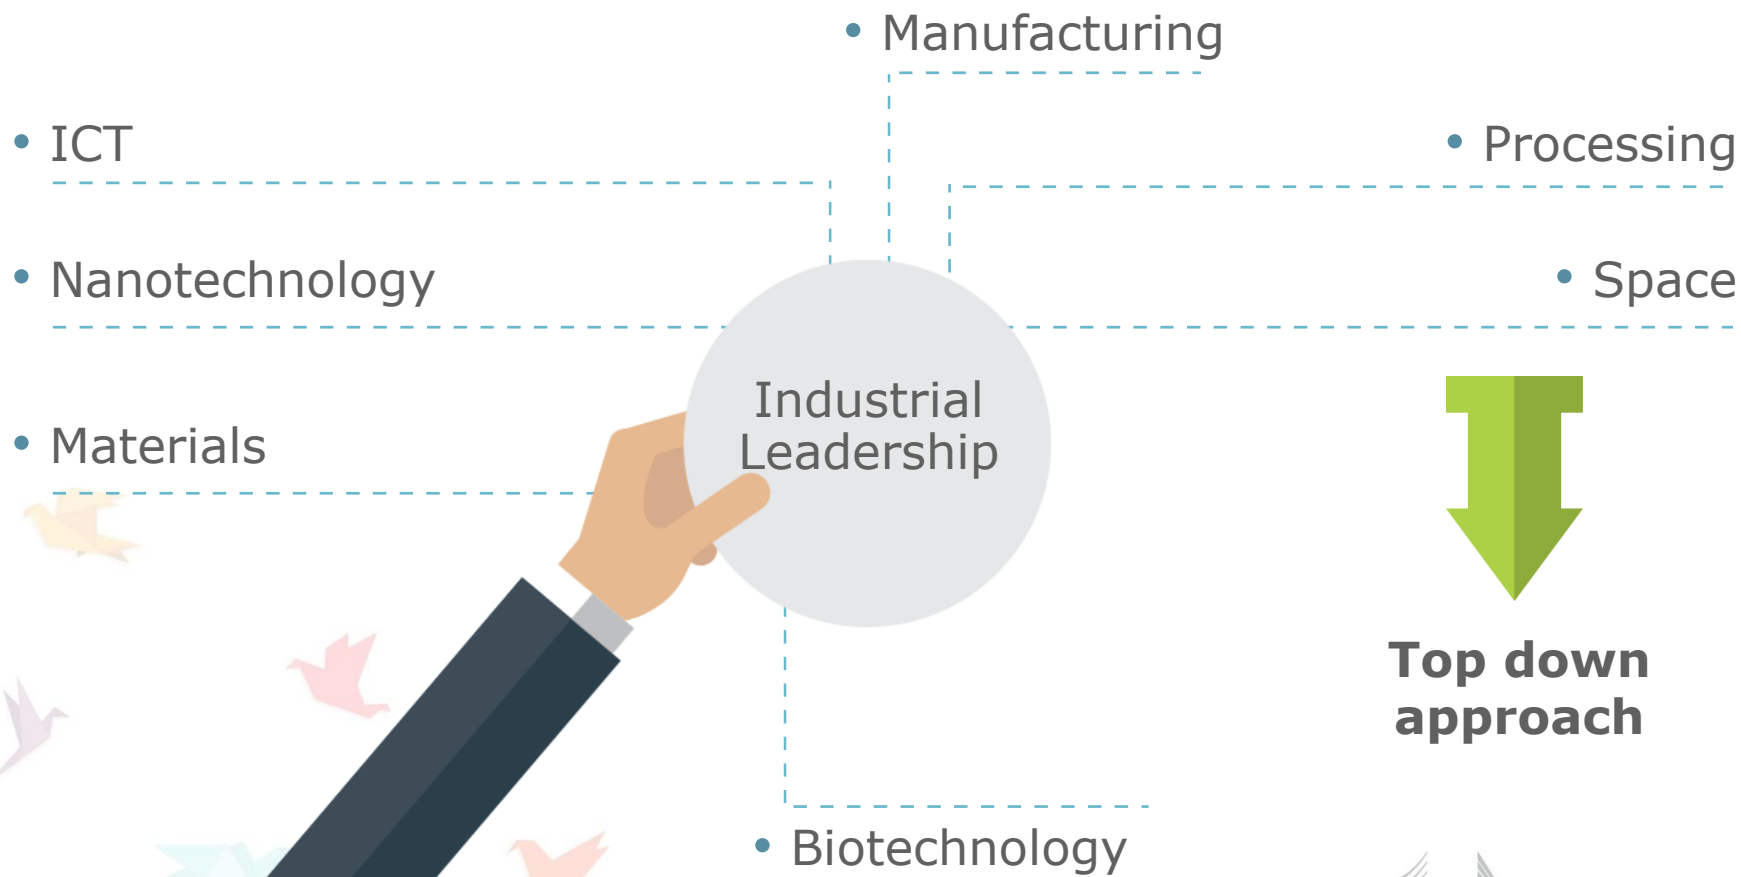 • Manufacturing
• ICT
• Processing
• Nanotechnology
• Space
Industrial
Leadership
• Materials
Top down
approach
• Biotechnology